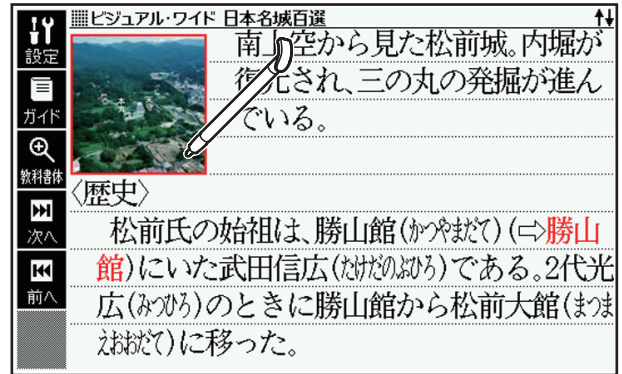 ビジュアル・ワイド 日本名城百選
設定
ガイド
教科書体
次へ
前へ
南上空から見た松前城。内堀が
復元され、三の丸の発掘が進ん
でいる。
〈歴史〉
松前氏の始祖は、勝山館(かつやまだて)(⇨勝山
館)にいた武田信広(たけだのぶひろ)である。2代光
広(みつひろ)のときに勝山館から松前大館(まつま
えおおだて)に移った。